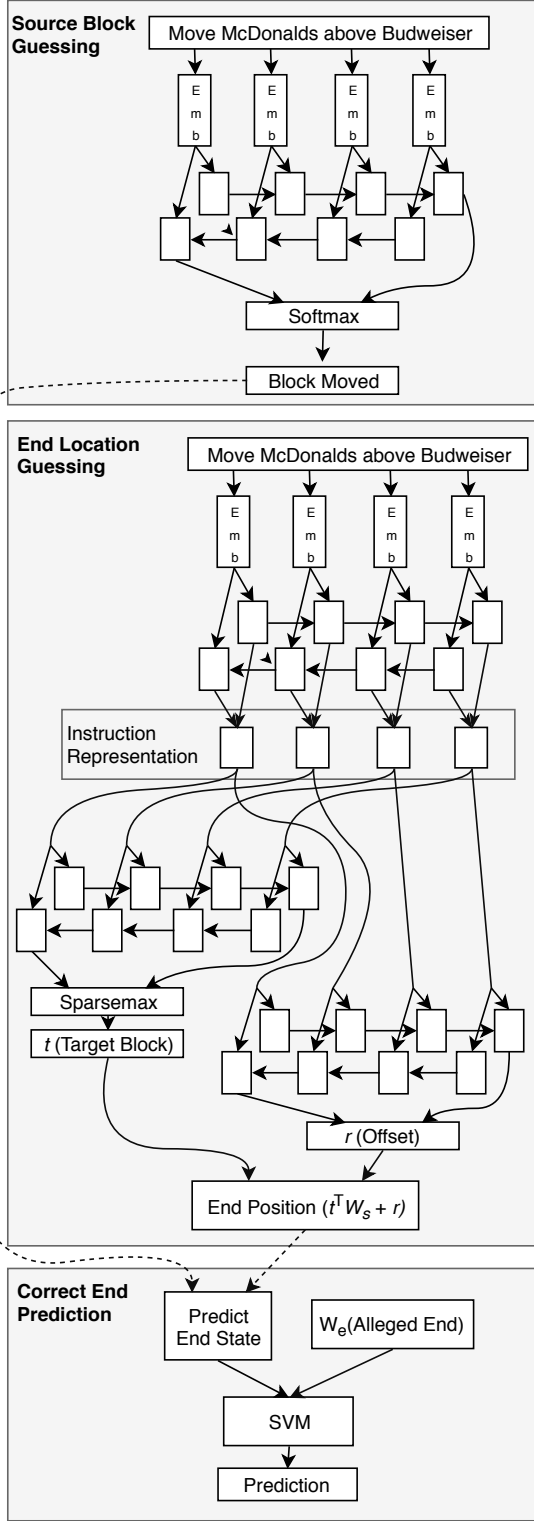 Source Block
Guessing
Move McDonalds above Budweiser
E E E E
m m m m
b b b b
Softmax
Block Moved
End Location
Guessing
Move McDonalds above Budweiser
E E E E
m m m m
b b b b
Instruction
Representation
Sparsemax
t (Target Block)
r (Offset)
End Position (tᵀWₛ + r)
Correct End
Prediction
Predict
End State
Wₑ(Alleged End)
SVM
Prediction